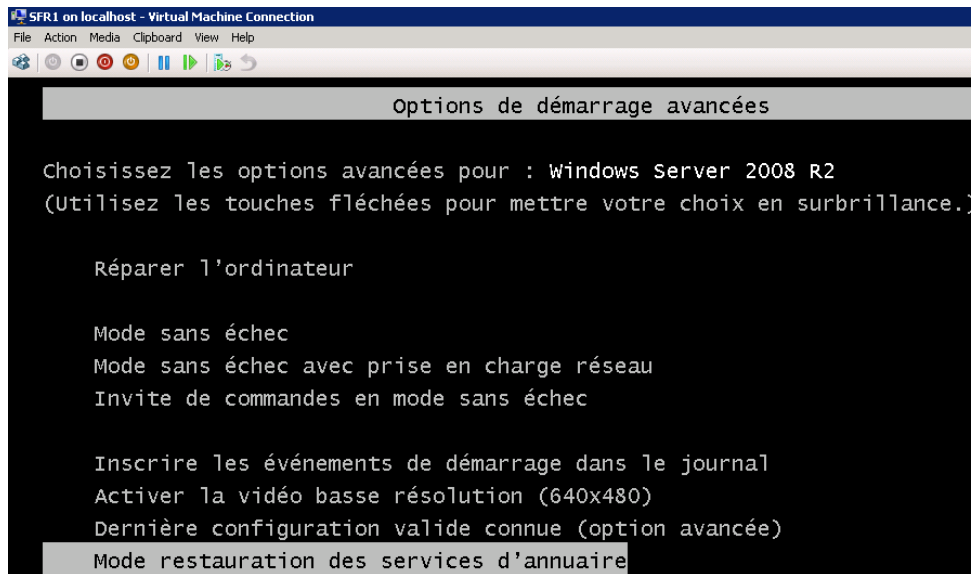 SFR1 on localhost - Virtual Machine Connection
File Action Media Clipboard View Help
Options de démarrage avancées
Choisissez les options avancées pour : Windows Server 2008 R2
(Utilisez les touches fléchées pour mettre votre choix en surbrillance.)
Réparer l'ordinateur
Mode sans échec
Mode sans échec avec prise en charge réseau
Invite de commandes en mode sans échec
Inscrire les événements de démarrage dans le journal
Activer la vidéo basse résolution (640x480)
Dernière configuration valide connue (option avancée)
Mode restauration des services d'annuaire